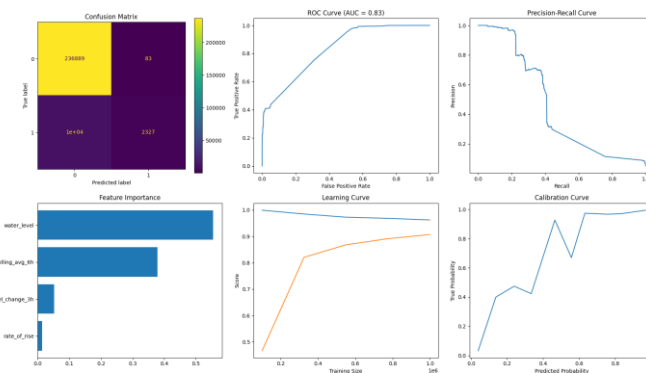 Confusion Matrix
True label
0
1
236889
63
1e+04
2327
0
1
Predicted label
200000
150000
100000
50000
ROC Curve (AUC = 0.83)
True Positive Rate
1.0
0.8
0.6
0.4
0.2
0.0
0.0 0.2 0.4 0.6 0.8 1.0
False Positive Rate
Precision-Recall Curve
Precision
1.0
0.8
0.6
0.4
0.2
0.0 0.2 0.4 0.6 0.8 1.0
Recall
Feature Importance
water_level
lling_avg_6h
el_change_3h
rate_of_rise
0.0 0.1 0.2 0.3 0.4 0.5
Learning Curve
Score
1.0
0.9
0.8
0.7
0.6
0.5
0.2 0.4 0.6 0.8 1.0
1e6
Training Size
Calibration Curve
True Probability
1.0
0.8
0.6
0.4
0.2
0.0
0.0 0.2 0.4 0.6 0.8
Predicted Probability